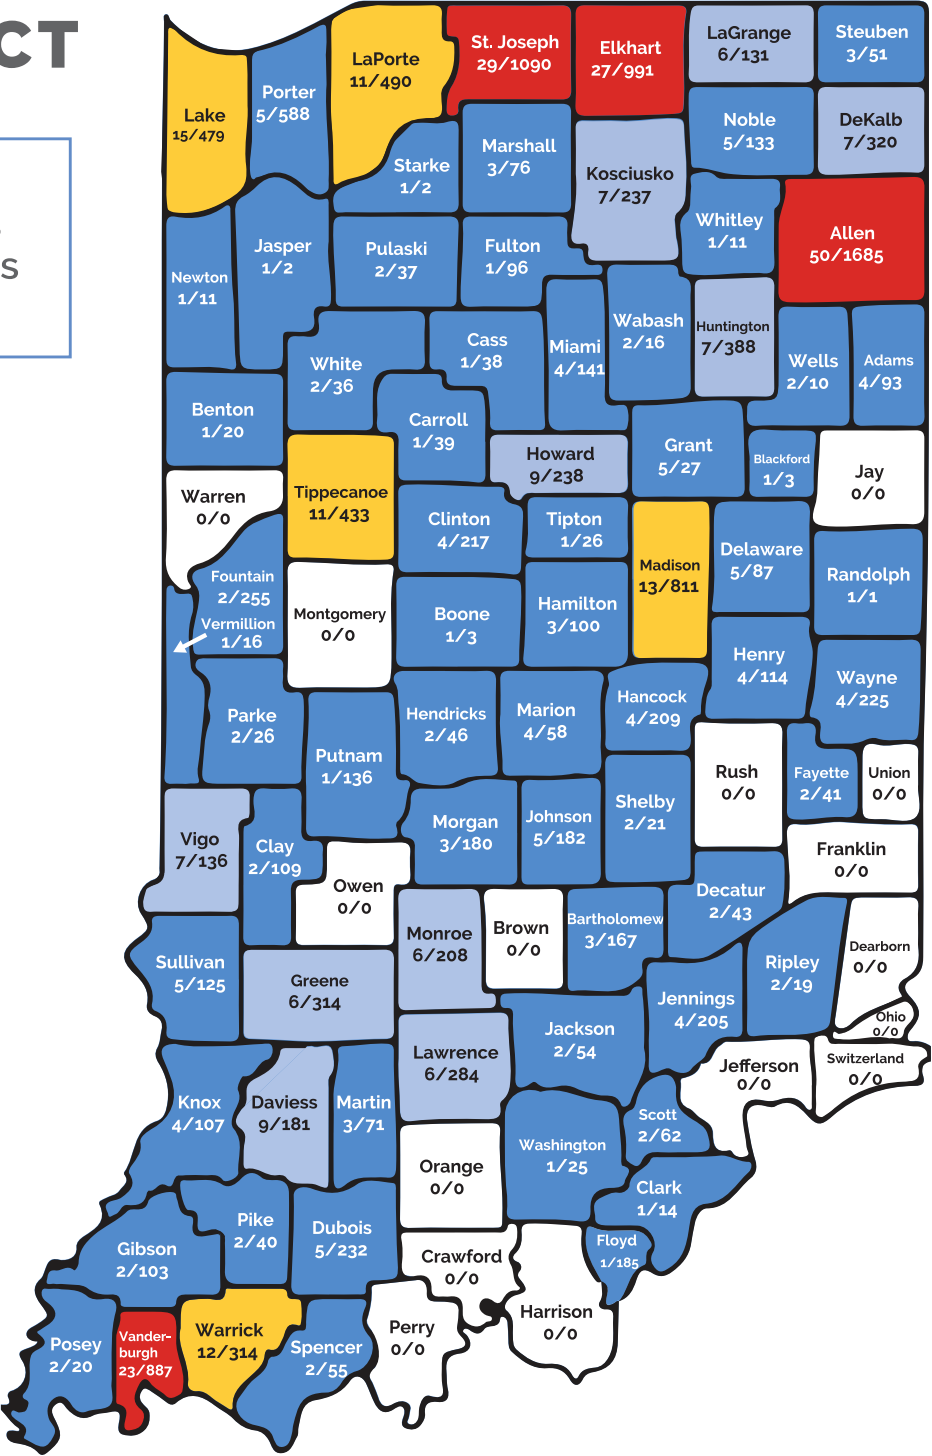 CT
S
LaGrange
6/131
Steuben
3/51
St. Joseph
29/1090
Elkhart
27/991
LaPorte
11/490
Porter
5/588
Lake
15/479
Noble
5/133
DeKalb
7/320
Marshall
3/76
Starke
1/2
Kosciusko
7/237
Whitley
1/11
Allen
50/1685
Jasper
1/2
Pulaski
2/37
Fulton
1/96
Newton
1/11
Wabash
2/16
Huntington
7/388
Cass
1/38
Miami
4/141
White
2/36
Wells
2/10
Adams
4/93
Benton
1/20
Carroll
1/39
Grant
5/27
Howard
9/238
Blackford
1/3
Jay
0/0
Warren
0/0
Tippecanoe
11/433
Clinton
4/217
Tipton
1/26
Madison
13/811
Delaware
5/87
Randolph
1/1
Fountain
2/255
Vermillion
1/16
Montgomery
0/0
Boone
1/3
Hamilton
3/100
Henry
4/114
Wayne
4/225
Parke
2/26
Hendricks
2/46
Marion
4/58
Hancock
4/209
Putnam
1/136
Rush
0/0
Fayette
2/41
Union
0/0
Vigo
7/136
Clay
2/109
Morgan
3/180
Johnson
5/182
Shelby
2/21
Franklin
0/0
Owen
0/0
Decatur
2/43
Monroe
6/208
Brown
0/0
Bartholomew
3/167
Dearborn
0/0
Sullivan
5/125
Greene
6/314
Ripley
2/19
Jennings
4/205
Ohio
0/0
Jackson
2/54
Lawrence
6/284
Jefferson
0/0
Switzerland
0/0
Knox
4/107
Daviess
9/181
Martin
3/71
Scott
2/62
Washington
1/25
Orange
0/0
Clark
1/14
Pike
2/40
Dubois
5/232
Gibson
2/103
Floyd
1/185
Crawford
0/0
Harrison
0/0
Perry
0/0
Posey
2/20
Vander-
burgh
23/887
Warrick
12/314
Spencer
2/55